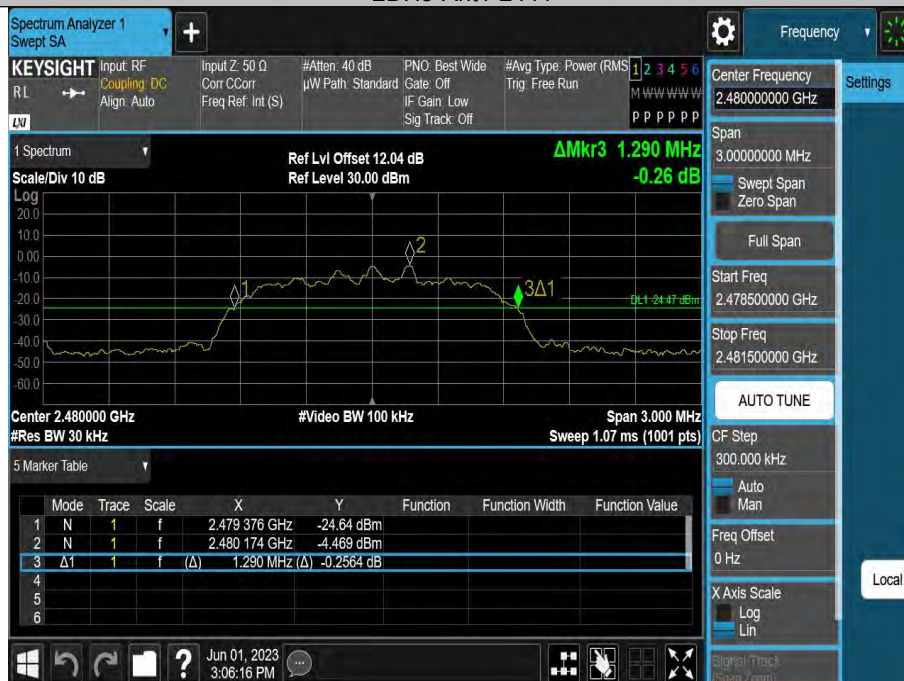 Spectrum Analyzer 1
Swept SA
+
Frequency
KEYSIGHT
RL
LXI
Input: RF
Coupling: DC
Align: Auto
Input Z: 50 Ω
Corr CCorr
Freq Ref: Int (S)
#Atten: 40 dB
µW Path: Standard
PNO: Best Wide
Gate: Off
IF Gain: Low
Sig Track: Off
#Avg Type: Power (RMS
Trig: Free Run
1 2 3 4 5 6
M W W W W W
P P P P P P
Center Frequency
2.480000000 GHz
Settings
Span
3.00000000 MHz
Swept Span
Zero Span
Full Span
Start Freq
2.478500000 GHz
Stop Freq
2.481500000 GHz
AUTO TUNE
CF Step
300.000 kHz
Auto
Man
Freq Offset
0 Hz
X Axis Scale
Log
Lin
Signal Track
(Span Zoom)
Local
1 Spectrum
Scale/Div 10 dB
Ref Lvl Offset 12.04 dB
Ref Level 30.00 dBm
ΔMkr3 1.290 MHz
-0.26 dB
Log
20.0
10.0
0.00
-10.0
-20.0
-30.0
-40.0
-50.0
-60.0
1
2
3Δ1
DL1 -24.47 dBm
Center 2.480000 GHz
#Video BW 100 kHz
Span 3.000 MHz
#Res BW 30 kHz
Sweep 1.07 ms (1001 pts)
5 Marker Table
Mode Trace Scale X Y Function Function Width Function Value
1 N 1 f 2.479 376 GHz -24.64 dBm
2 N 1 f 2.480 174 GHz -4.469 dBm
3 Δ1 1 f (Δ) 1.290 MHz (Δ) -0.2564 dB
4
5
6
?
Jun 01, 2023
3:06:16 PM